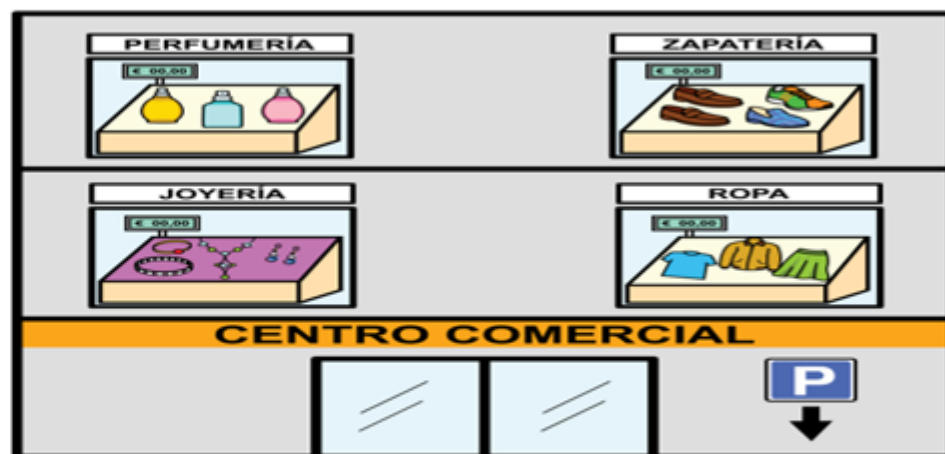 PERFUMERÍA
ZAPATERÍA
€ 00,00
€ 00,00
JOYERÍA
ROPA
€ 00,00
€ 00,00
CENTRO COMERCIAL
P